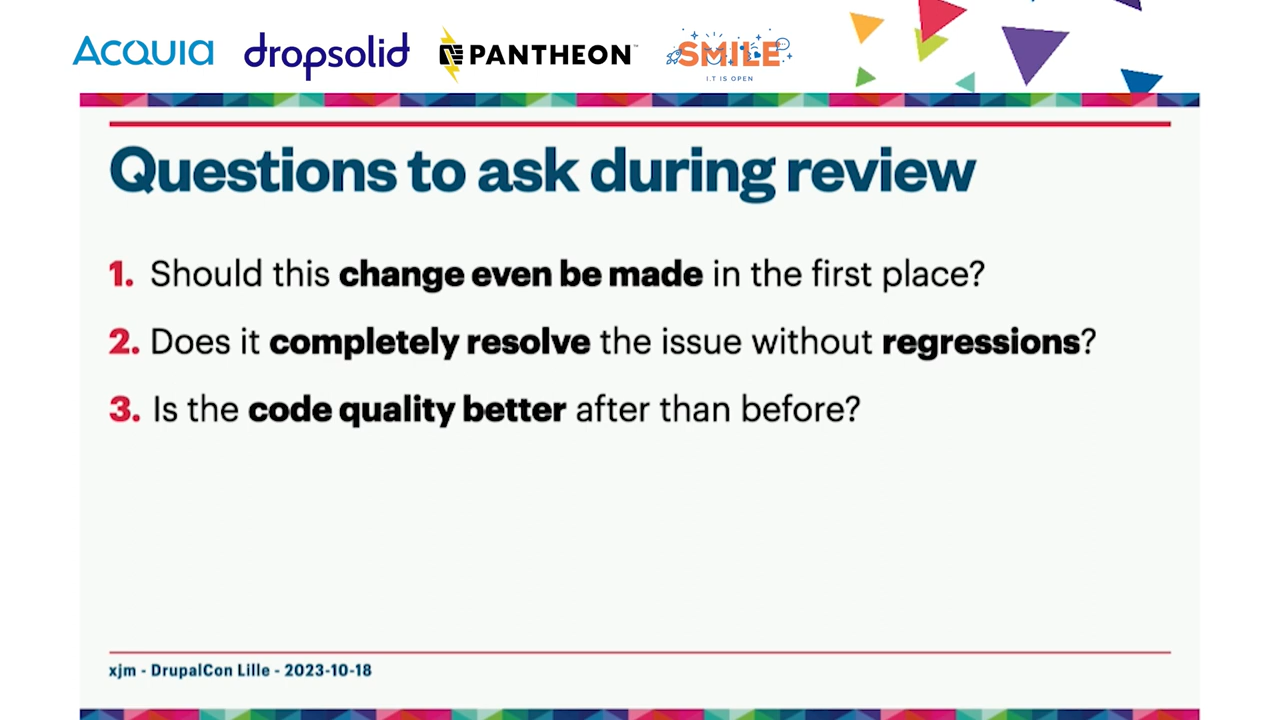 ACQUIA
dropsolid
PANTHEON
SMILE
I.T IS OPEN
Questions to ask during review
1. Should this change even be made in the first place?
2. Does it completely resolve the issue without regressions?
3. Is the code quality better after than before?
xjm - DrupalCon Lille - 2023-10-18